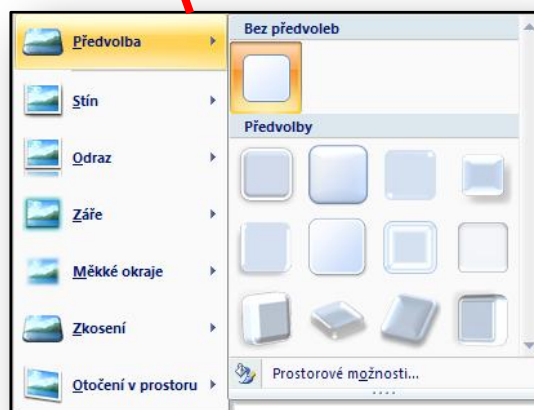 Předvolba
Stín
Odraz
Záře
Měkké okraje
Zkosení
Otočení v prostoru
Bez předvoleb
Předvolby
Prostorové možnosti...